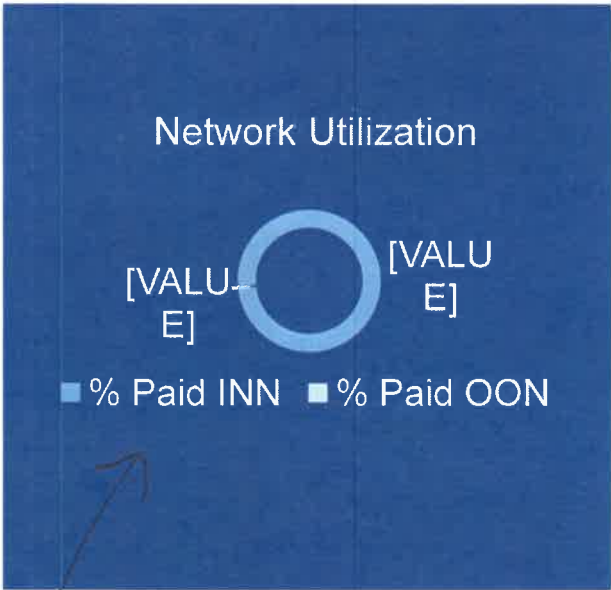 Network Utilization
[VALU
E]
[VALU
E]
% Paid INN % Paid OON